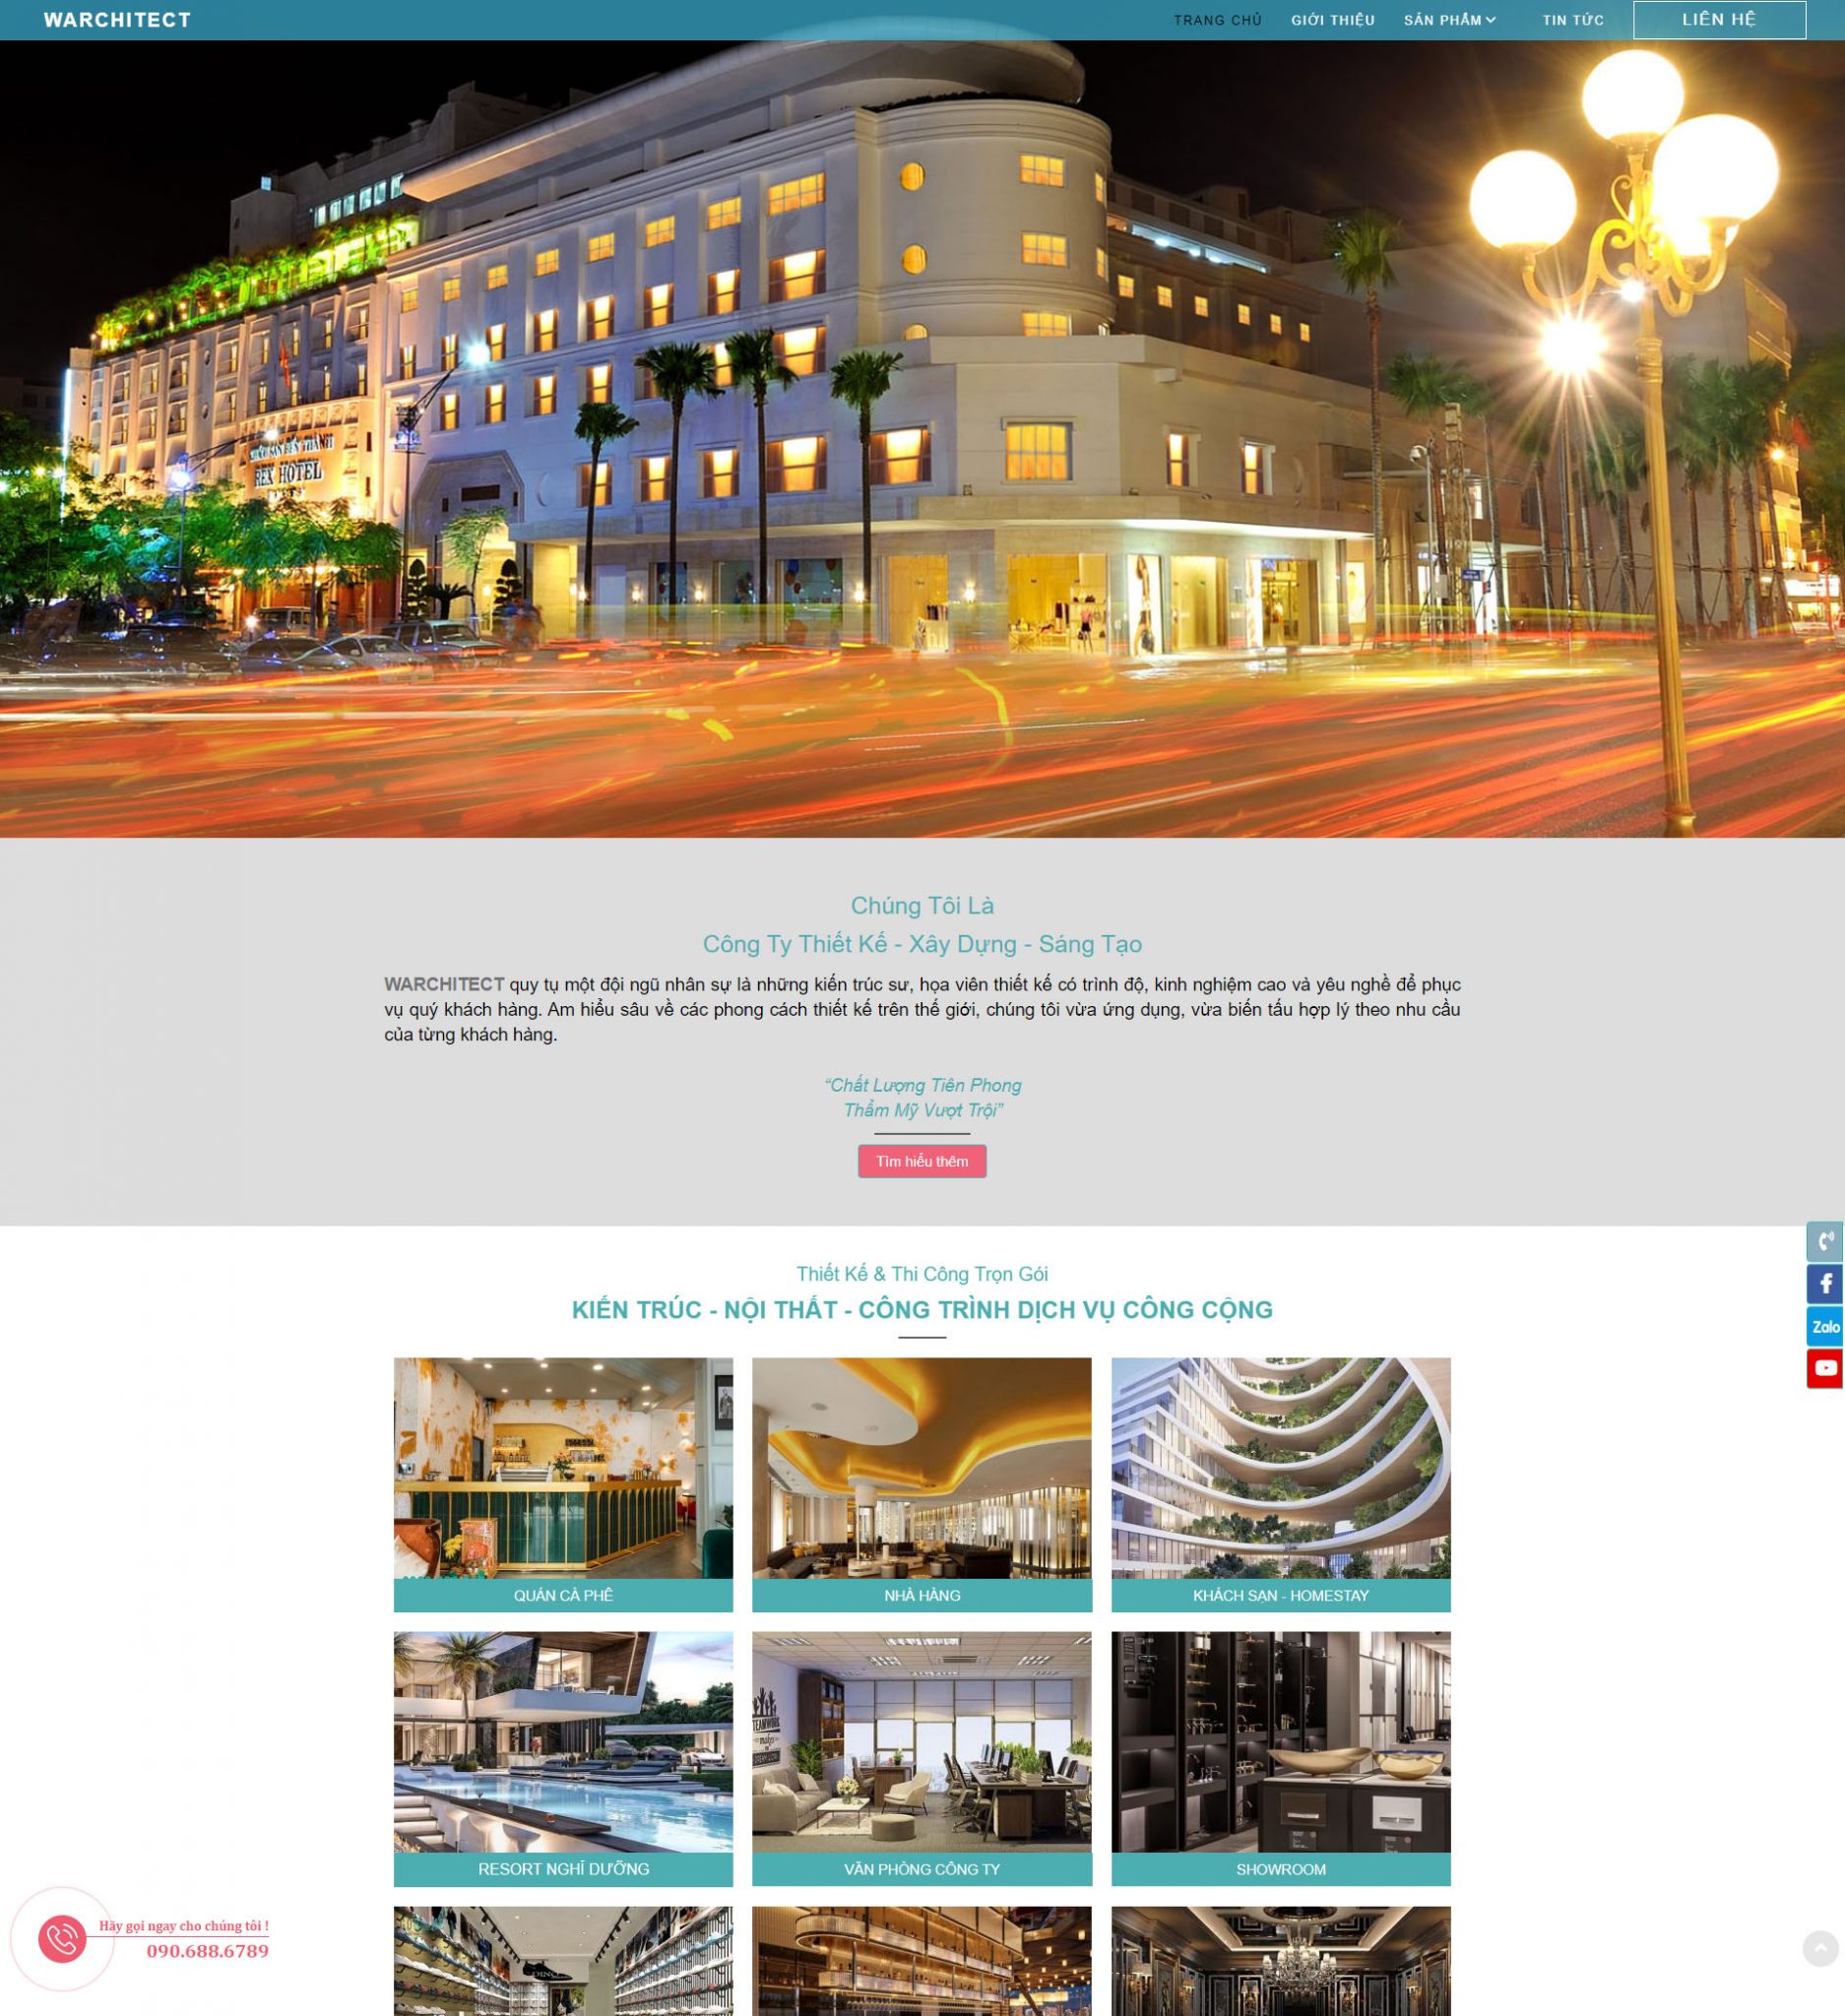 WARCHITECT
TRANG CHỦ
GIỚI THIỆU
SẢN PHẨM
TIN TỨC
LIÊN HỆ
KHÁCH SẠN BẾN THÀNH
REX HOTEL
Chúng Tôi Là
Công Ty Thiết Kế - Xây Dựng - Sáng Tạo
WARCHITECT quy tụ một đội ngũ nhân sự là những kiến trúc sư, họa viên thiết kế có trình độ, kinh nghiệm cao và yêu nghề để phục
vụ quý khách hàng. Am hiểu sâu về các phong cách thiết kế trên thế giới, chúng tôi vừa ứng dụng, vừa biến tấu hợp lý theo nhu cầu
của từng khách hàng.
“Chất Lượng Tiên Phong
Thẩm Mỹ Vượt Trội”
Tìm hiểu thêm
Zalo
Thiết Kế & Thi Công Trọn Gói
KIẾN TRÚC - NỘI THẤT - CÔNG TRÌNH DỊCH VỤ CÔNG CỘNG
QUÁN CÀ PHÊ
NHÀ HÀNG
KHÁCH SẠN - HOMESTAY
TEAMWORK
makes
RESORT NGHỈ DƯỠNG
VĂN PHÒNG CÔNG TY
SHOWROOM
Hãy gọi ngay cho chúng tôi !
090.688.6789